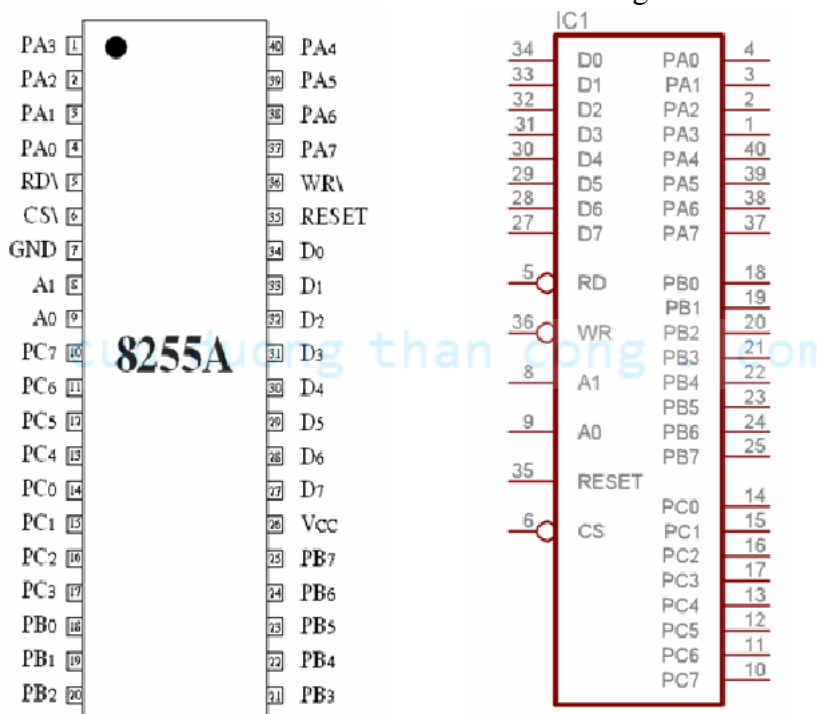 IC1
PA3 1 40 PA4
PA2 2 39 PA5
PA1 3 38 PA6
PA0 4 37 PA7
RD\ 5 36 WR\
CS\ 6 35 RESET
GND 7 34 D0
A1 8 33 D1
A0 9 32 D2
PC7 10 31 D3
8255A
PC6 11 30 D4
PC5 12 29 D5
PC4 13 28 D6
PC0 14 27 D7
PC1 15 26 Vcc
PC2 16 25 PB7
PC3 17 24 PB6
PB0 18 23 PB5
PB1 19 22 PB4
PB2 20 21 PB3
34 D0 PA0 4
33 D1 PA1 3
32 D2 PA2 2
31 D3 PA3 1
30 D4 PA4 40
29 D5 PA5 39
28 D6 PA6 38
27 D7 PA7 37
5 RD PB0 18
PB1 19
36 WR PB2 20
PB3 21
8 A1 PB4 22
PB5 23
9 A0 PB6 24
PB7 25
35 RESET
PC0 14
6 CS PC1 15
PC2 16
PC3 17
PC4 13
PC5 12
PC6 11
PC7 10
than cong . com